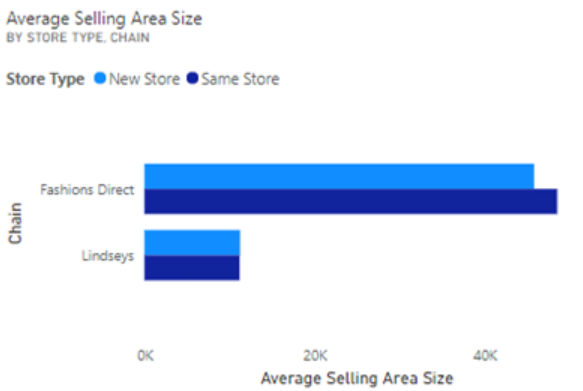 Average Selling Area Size
BY STORE TYPE, CHAIN
Store Type New Store Same Store
Chain
Fashions Direct
Lindseys
0K 20K 40K
Average Selling Area Size